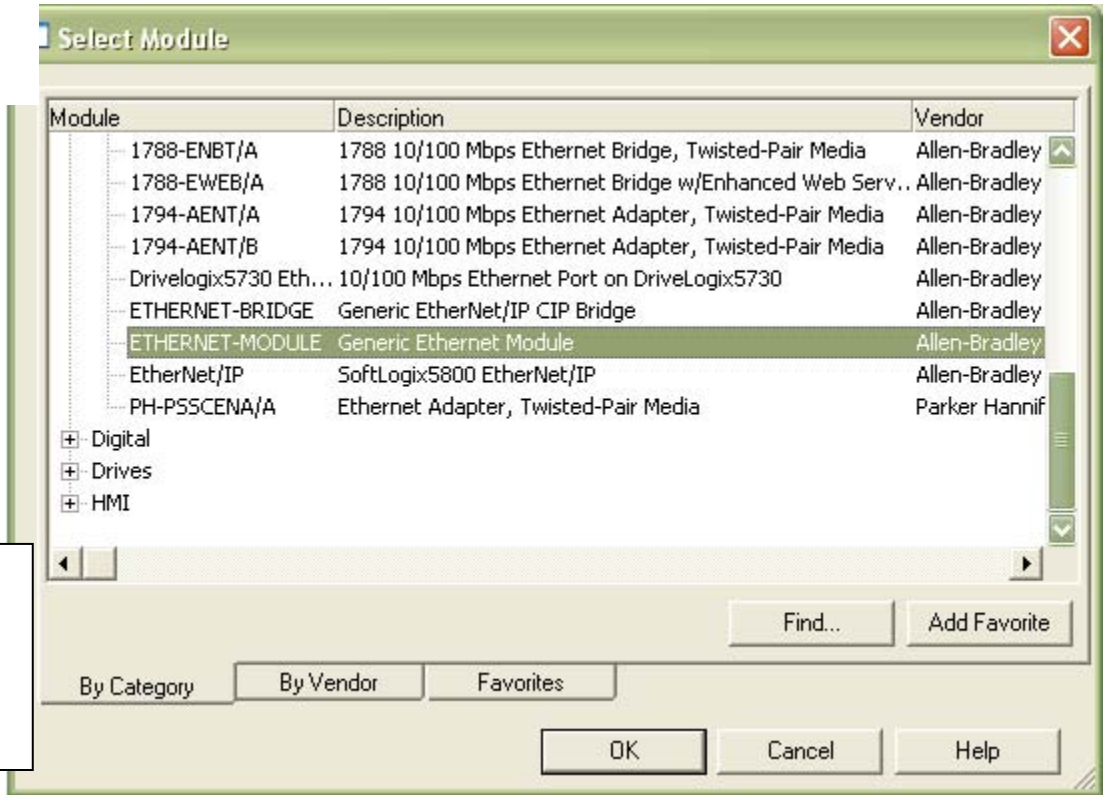 Select Module
Module Description Vendor
1788-ENBT/A 1788 10/100 Mbps Ethernet Bridge, Twisted-Pair Media Allen-Bradley
1788-EWEB/A 1788 10/100 Mbps Ethernet Bridge w/Enhanced Web Serv.. Allen-Bradley
1794-AENT/A 1794 10/100 Mbps Ethernet Adapter, Twisted-Pair Media Allen-Bradley
1794-AENT/B 1794 10/100 Mbps Ethernet Adapter, Twisted-Pair Media Allen-Bradley
Drivelogix5730 Eth... 10/100 Mbps Ethernet Port on DriveLogix5730 Allen-Bradley
ETHERNET-BRIDGE Generic EtherNet/IP CIP Bridge Allen-Bradley
ETHERNET-MODULE Generic Ethernet Module Allen-Bradley
EtherNet/IP SoftLogix5800 EtherNet/IP Allen-Bradley
PH-PSSCENA/A Ethernet Adapter, Twisted-Pair Media Parker Hannif
Digital
Drives
HMI
Find... Add Favorite
By Category By Vendor Favorites
OK Cancel Help